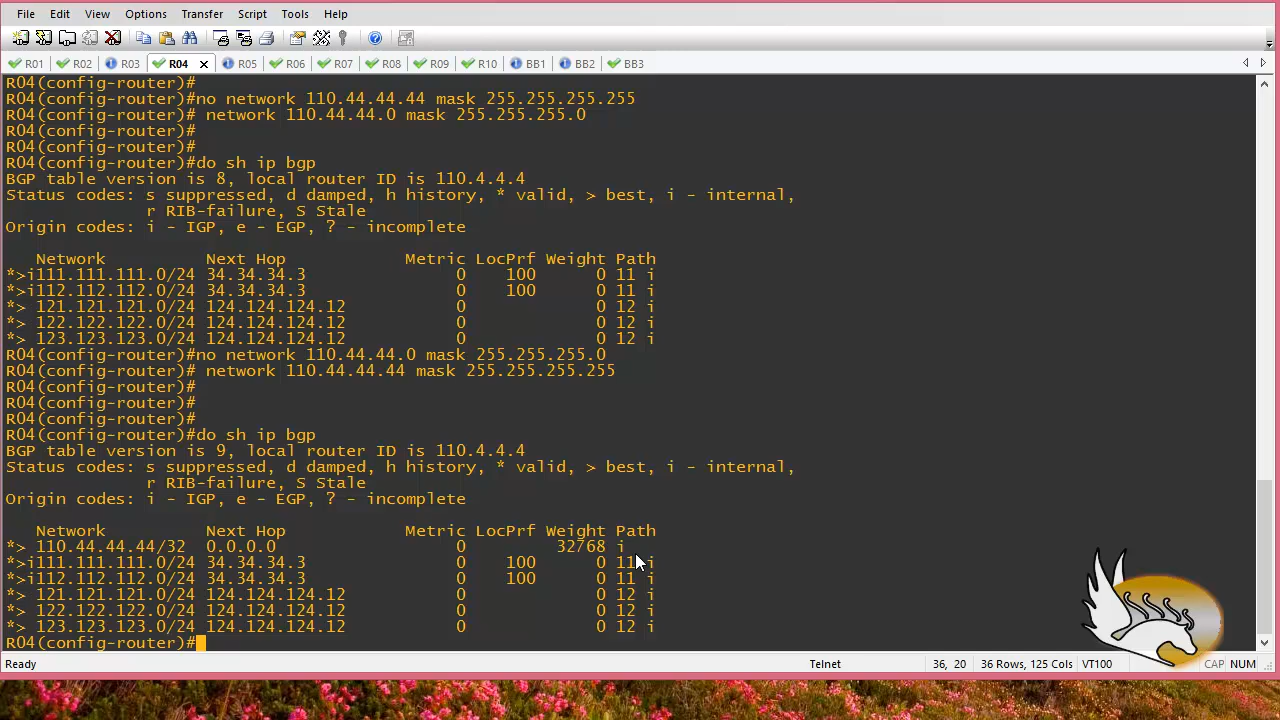 File Edit View Options Transfer Script Tools Help
R01 R02 R03 R04 R05 R06 R07 R08 R09 R10 BB1 BB2 BB3
R04(config-router)#
R04(config-router)#no network 110.44.44.44 mask 255.255.255.255
R04(config-router)# network 110.44.44.0 mask 255.255.255.0
R04(config-router)#
R04(config-router)#
R04(config-router)#do sh ip bgp
BGP table version is 8, local router ID is 110.4.4.4
Status codes: s suppressed, d damped, h history, * valid, > best, i - internal,
r RIB-failure, S Stale
Origin codes: i - IGP, e - EGP, ? - incomplete
Network Next Hop Metric LocPrf Weight Path
*>i111.111.111.0/24 34.34.34.3 0 100 0 11 i
*>i112.112.112.0/24 34.34.34.3 0 100 0 11 i
*> 121.121.121.0/24 124.124.124.12 0 0 12 i
*> 122.122.122.0/24 124.124.124.12 0 0 12 i
*> 123.123.123.0/24 124.124.124.12 0 0 12 i
R04(config-router)#no network 110.44.44.0 mask 255.255.255.0
R04(config-router)# network 110.44.44.44 mask 255.255.255.255
R04(config-router)#
R04(config-router)#
R04(config-router)#
R04(config-router)#do sh ip bgp
BGP table version is 9, local router ID is 110.4.4.4
Status codes: s suppressed, d damped, h history, * valid, > best, i - internal,
r RIB-failure, S Stale
Origin codes: i - IGP, e - EGP, ? - incomplete
Network Next Hop Metric LocPrf Weight Path
*> 110.44.44.44/32 0.0.0.0 0 32768 i
*>i111.111.111.0/24 34.34.34.3 0 100 0 11 i
*>i112.112.112.0/24 34.34.34.3 0 100 0 11 i
*> 121.121.121.0/24 124.124.124.12 0 0 12 i
*> 122.122.122.0/24 124.124.124.12 0 0 12 i
*> 123.123.123.0/24 124.124.124.12 0 0 12 i
R04(config-router)#
Ready Telnet 36, 20 36 Rows, 125 Cols VT100 CAP NUM